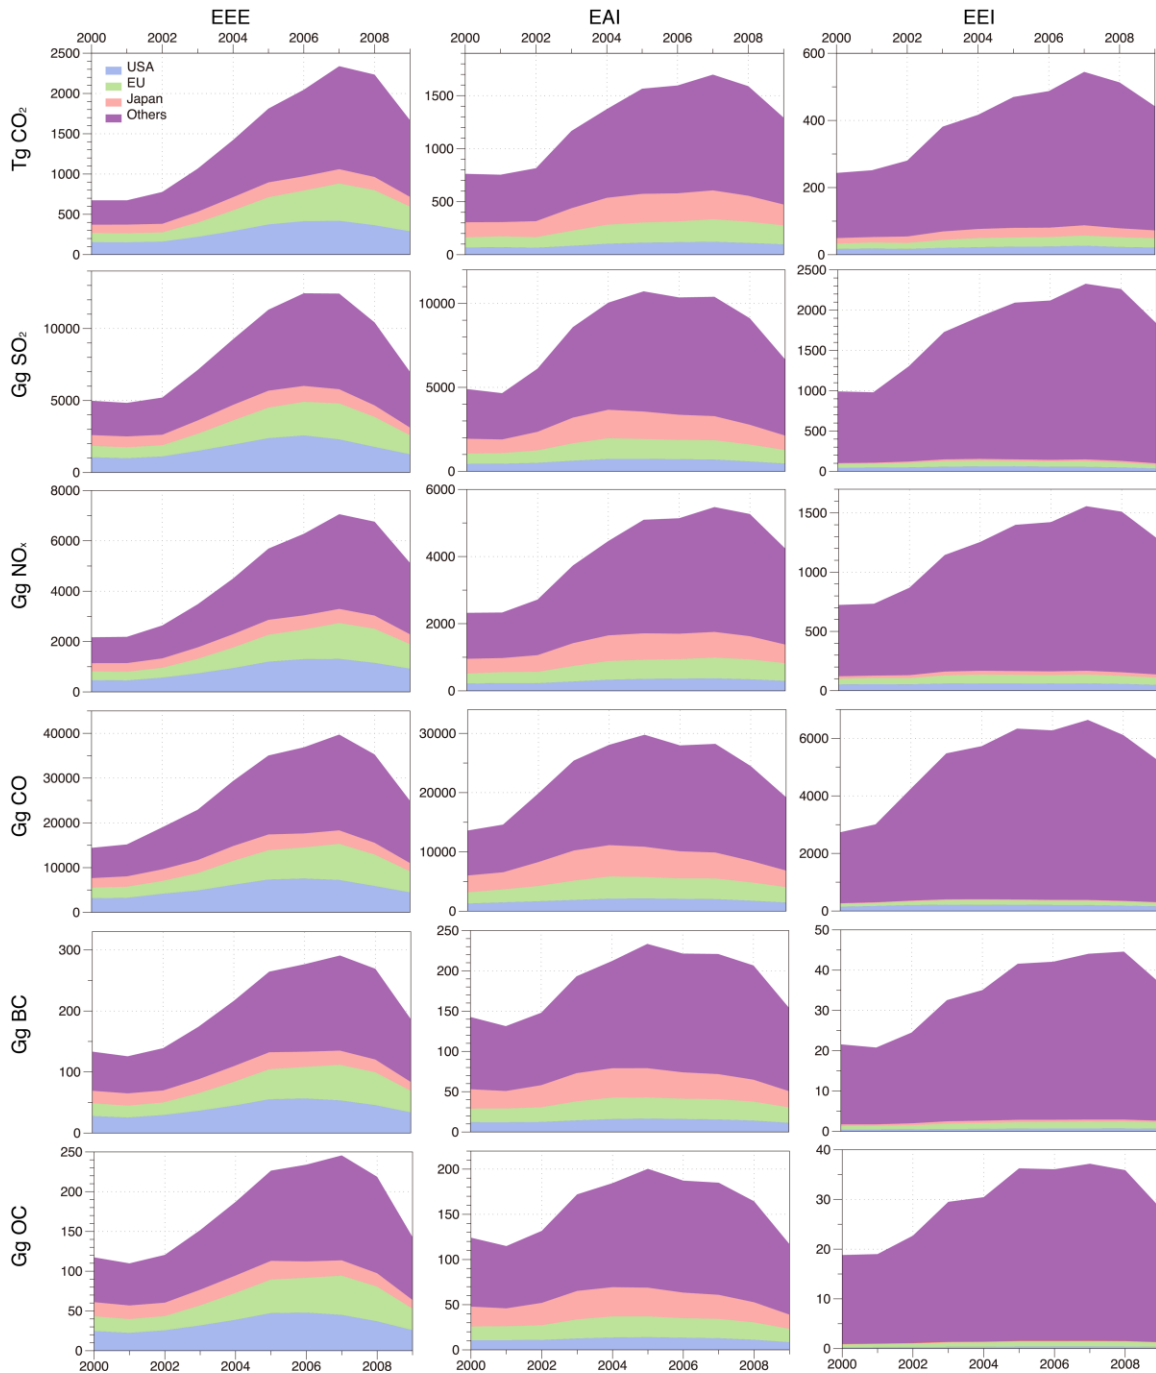 EEE EAI EEI
2000 2002 2004 2006 2008 2000 2002 2004 2006 2008 2000 2002 2004 2006 2008
Tg CO₂
2500 2000 1500 1000 500 0
USA
EU
Japan
Others
1500 1000 500 0
600 400 200 0
Gg SO₂
10000 5000 0
10000 5000 0
2500 2000 1500 1000 500 0
Gg NOₓ
8000 6000 4000 2000 0
6000 4000 2000 0
1500 1000 500 0
Gg CO
40000 30000 20000 10000 0
30000 20000 10000 0
6000 4000 2000 0
Gg BC
300 200 100 0
250 200 150 100 50 0
50 40 30 20 10 0
Gg OC
250 200 150 100 50 0
200 150 100 50 0
40 30 20 10 0
2000 2002 2004 2006 2008 2000 2002 2004 2006 2008 2000 2002 2004 2006 2008